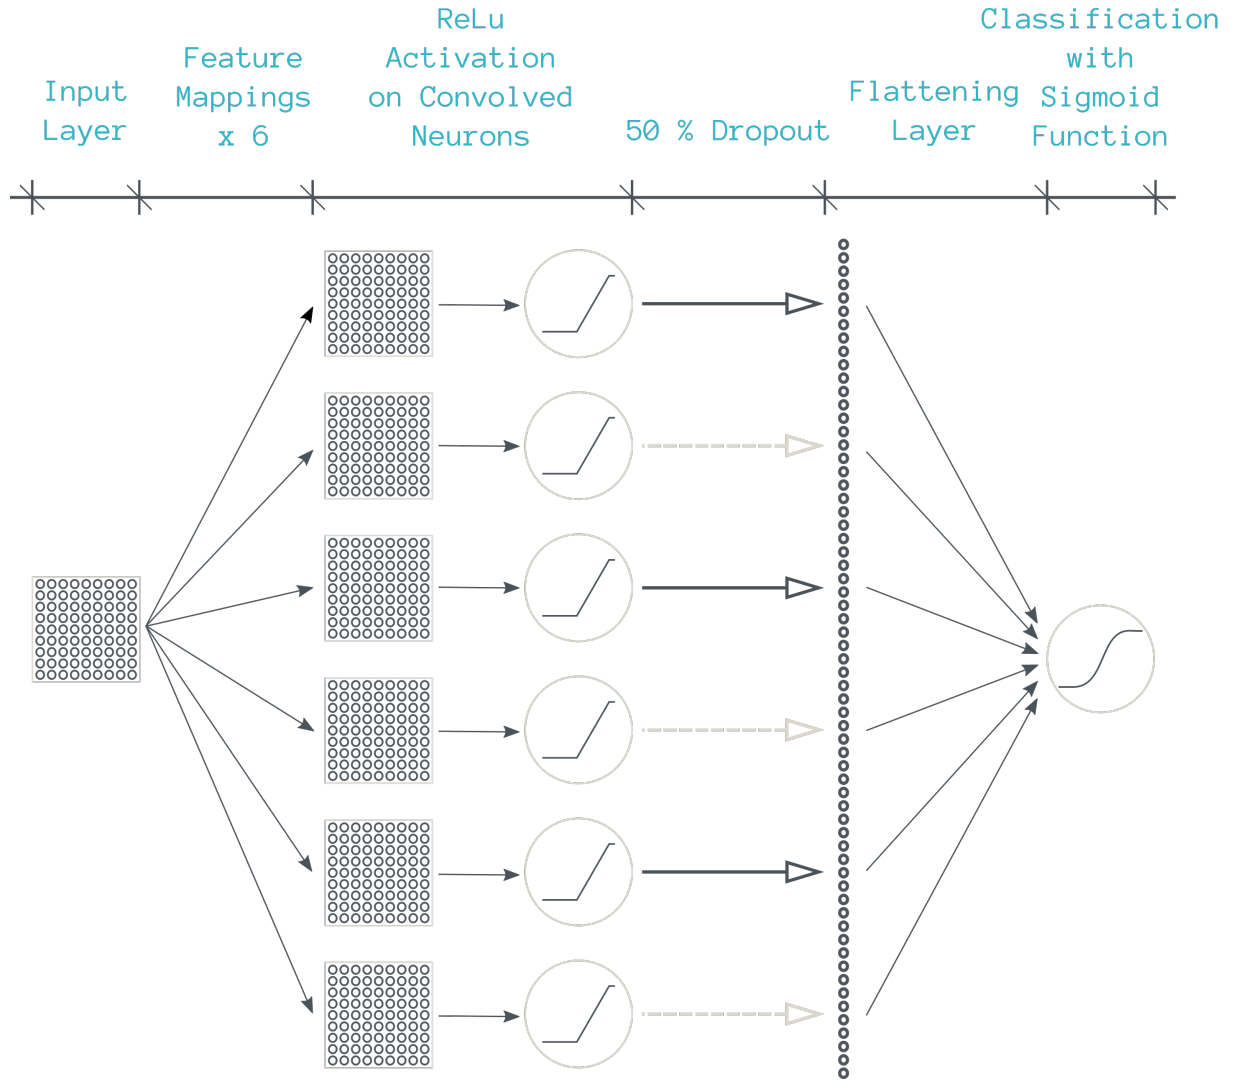 Input
Layer
Feature
Mappings
x 6
ReLu
Activation
on Convolved
Neurons
50 % Dropout
Flattening
Layer
Classification
with
Sigmoid
Function